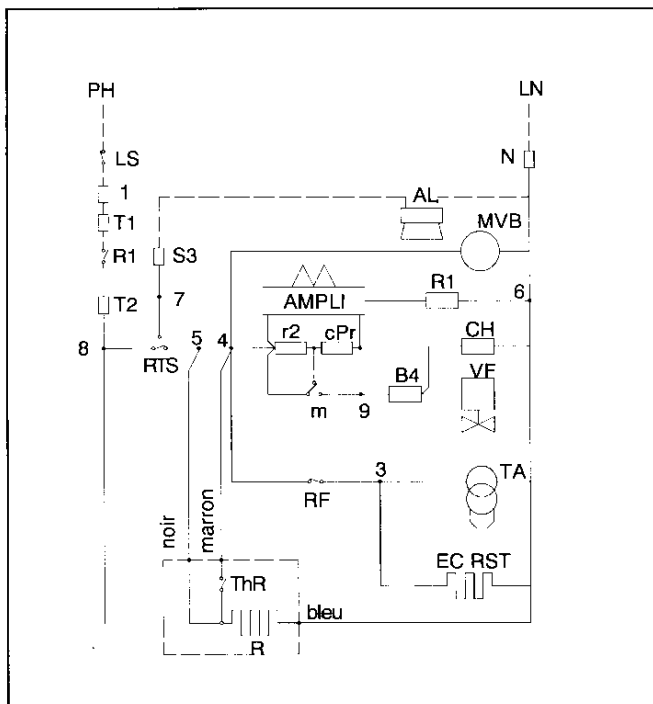 PH
LN
LS
N
1
AL
T1
MVB
R1
S3
R1
7
AMPLI
6
T2
r2
cPr
CH
8
5
4
RTS
B4
VF
m
9
3
TA
RF
noir
marron
EC RST
ThR
bleu
R